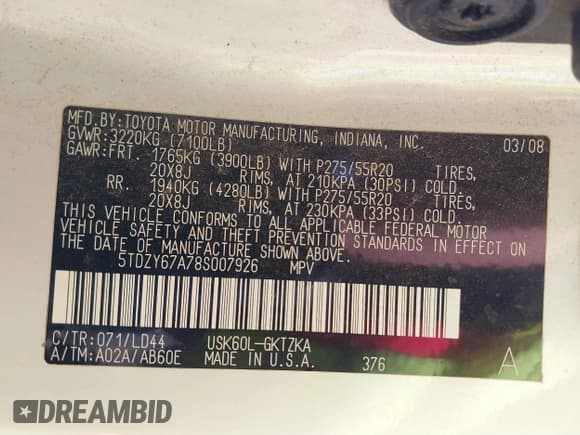 MFD.BY:TOYOTA MOTOR MANUFACTURING, INDIANA, INC. 03/08
GVWR:3220KG (7100LB)
GAWR:FRT. 1765KG (3900LB) WITH P275/55R20 TIRES,
20X8J RIMS, AT 210KPA (30PSI) COLD.
RR. 1940KG (4280LB) WITH P275/55R20 TIRES,
20X8J RIMS, AT 230KPA (33PSI) COLD.
THIS VEHICLE CONFORMS TO ALL APPLICABLE FEDERAL MOTOR
VEHICLE SAFETY AND THEFT PREVENTION STANDARDS IN EFFECT ON
THE DATE OF MANUFACTURE SHOWN ABOVE.
5TDZY67A78S007926 MPV
C/TR:071/LD44 USK60L-GKTZKA
A/TM:A02A/AB60E MADE IN U.S.A. 376 A
DREAMBID